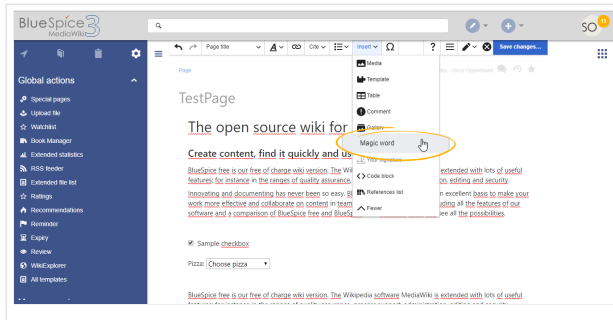 BlueSpice 3
MediaWiki
SO
Page title
A
Cite
Insert
Ω
?
Save changes...
Global actions
Special pages
Upload file
Watchlist
Book Manager
Extended statistics
RSS feeder
Extended file list
Ratings
Recommendations
Reminder
Expiry
Review
WikiExplorer
All templates
Page
TestPage
The open source wiki for
Create content, find it quickly and us
BlueSpice free is our free of charge wiki version. The Wi
extended with lots of useful
features: for instance in the ranges of quality assurance,
on, editing and security.
Innovating and documenting has never been so easy. B
n excellent basis to make your
work more effective and collaborate on content in team
uding all the features of our
software and a comparison of BlueSpice free and BlueSp
see all the possibilities.
Media
Template
Table
Comment
Gallery
Magic word
Your signature
Code block
References list
Fewer
Sample checkbox
Pizza: Choose pizza
BlueSpice free is our free of charge wiki version. The Wikipedia software MediaWiki is extended with lots of useful